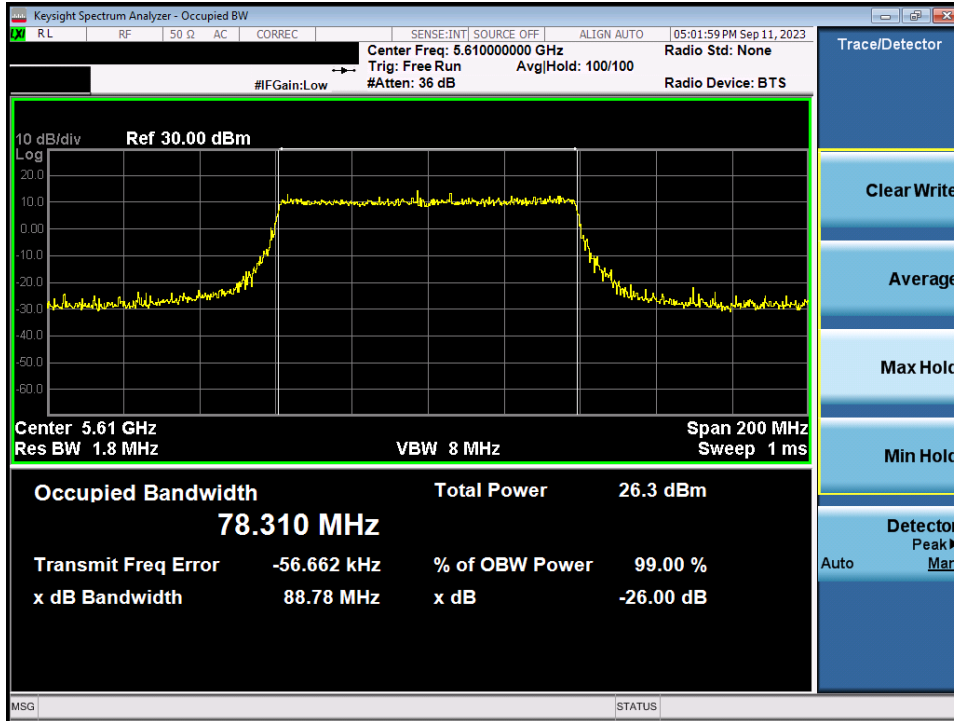 Keysight Spectrum Analyzer - Occupied BW
LXI RL RF 50 Ω AC CORREC SENSE:INT SOURCE OFF ALIGN AUTO 05:01:59 PM Sep 11, 2023
Center Freq: 5.610000000 GHz Radio Std: None
Trig: Free Run Avg|Hold: 100/100
#IFGain:Low #Atten: 36 dB Radio Device: BTS
Trace/Detector
10 dB/div Ref 30.00 dBm
Log
20.0
10.0
0.00
-10.0
-20.0
-30.0
-40.0
-50.0
-60.0
Center 5.61 GHz Span 200 MHz
Res BW 1.8 MHz VBW 8 MHz Sweep 1 ms
Occupied Bandwidth Total Power 26.3 dBm
78.310 MHz
Transmit Freq Error -56.662 kHz % of OBW Power 99.00 %
x dB Bandwidth 88.78 MHz x dB -26.00 dB
Clear Write
Average
Max Hold
Min Hold
Detector
Peak
Auto Man
MSG STATUS